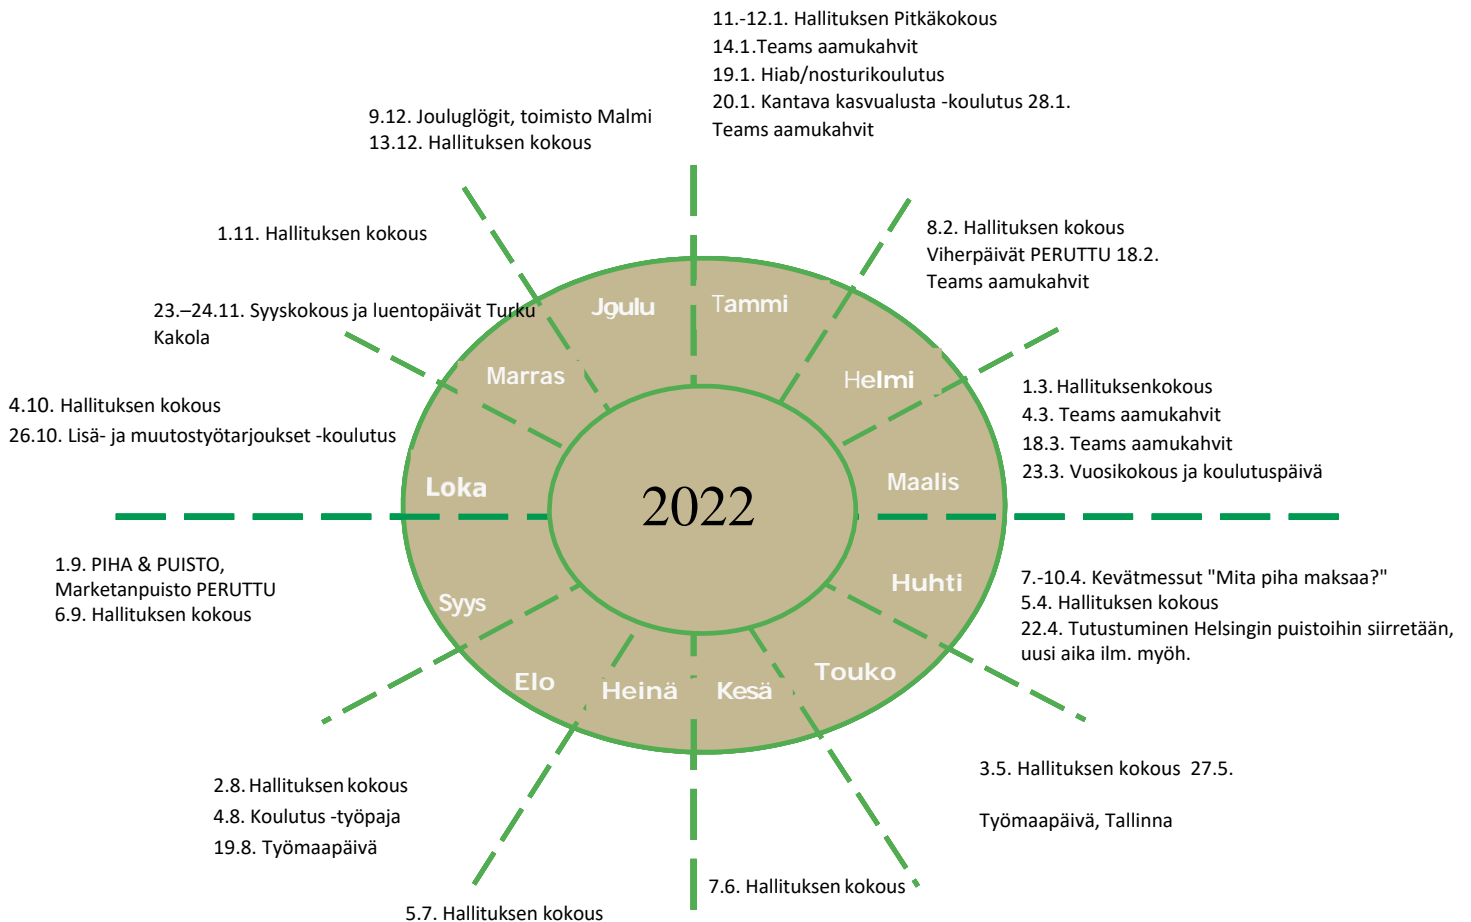 11.-12.1. Hallituksen Pitkäkokous
14.1.Teams aamukahvit
19.1. Hiab/nosturikoulutus
20.1. Kantava kasvualusta -koulutus 28.1.
Teams aamukahvit
9.12. Jouluglögit, toimisto Malmi
13.12. Hallituksen kokous
8.2. Hallituksen kokous
Viherpäivät PERUTTU 18.2.
Teams aamukahvit
1.11. Hallituksen kokous
23.–24.11. Syyskokous ja luentopäivät Turku
Kakola
Joulu
Tammi
Marras
Helmi
1.3. Hallituksenkokous
4.3. Teams aamukahvit
18.3. Teams aamukahvit
23.3. Vuosikokous ja koulutuspäivä
4.10. Hallituksen kokous
26.10. Lisä- ja muutostyötarjoukset -koulutus
Loka
2022
Maalis
1.9. PIHA & PUISTO,
Marketanpuisto PERUTTU
6.9. Hallituksen kokous
Syys
Huhti
7.-10.4. Kevätmessut "Mita piha maksaa?"
5.4. Hallituksen kokous
22.4. Tutustuminen Helsingin puistoihin siirretään,
uusi aika ilm. myöh.
Elo
Heinä
Kesä
Touko
2.8. Hallituksen kokous
4.8. Koulutus -työpaja
19.8. Työmaapäivä
3.5. Hallituksen kokous 27.5.
Työmaapäivä, Tallinna
7.6. Hallituksen kokous
5.7. Hallituksen kokous